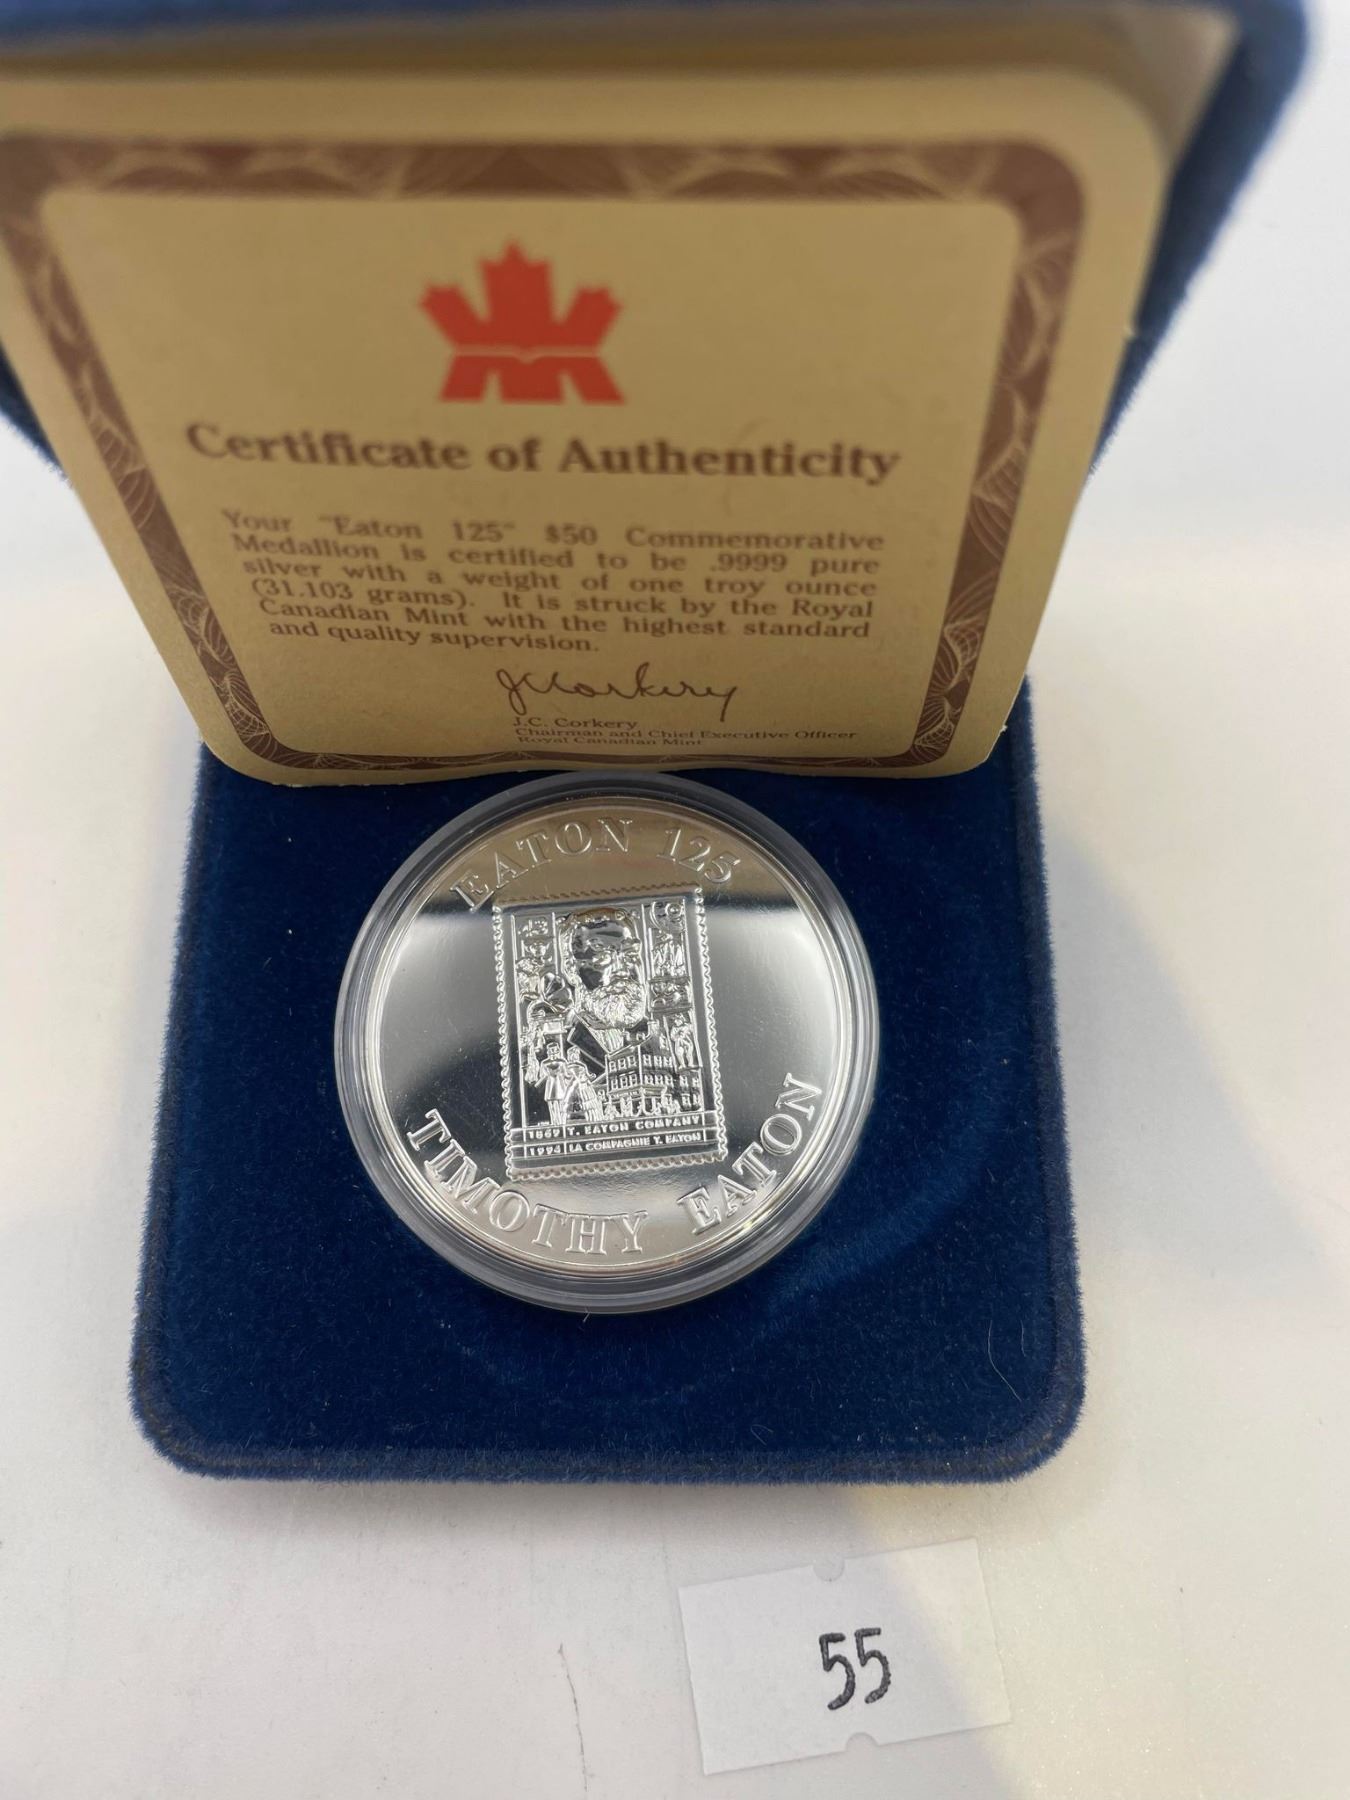 Certificate of Authenticity
Your "Eaton 125" $50 Commemorative
Medallion is certified to be .9999 pure
silver with a weight of one troy ounce
(31.103 grams). It is struck by the Royal
Canadian Mint with the highest standard
and quality supervision.
JCCorkery
J.C. Corkery
Chairman and Chief Executive Officer
Royal Canadian Mint
EATON 125
1869 T. EATON COMPANY
1994 LA COMPAGNIE T. EATON
TIMOTHY EATON
55